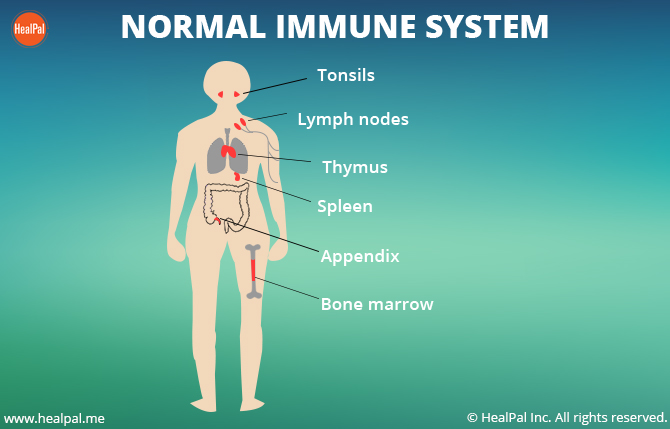 HealPal
NORMAL IMMUNE SYSTEM
Tonsils
Lymph nodes
Thymus
Spleen
Appendix
Bone marrow
www.healpal.me
© HealPal Inc. All rights reserved.